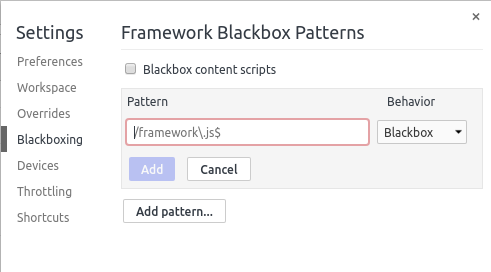 Settings
Preferences
Workspace
Overrides
Blackboxing
Devices
Throttling
Shortcuts
×
Framework Blackbox Patterns
Blackbox content scripts
Pattern Behavior
/framework\.js$ Blackbox
Add Cancel
Add pattern...